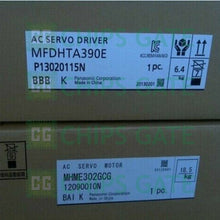 AC SERVO DRIVER
MFDHTA390E
P13020115N
BBB K
Panasonic Corporation
1 pc.
6.4
kg
20130201
CHIPS GATE
AC SERVO MOTOR
MHME302GCG
12090010N
BAI K
Panasonic Corporation
1 pc.
18.5
kg